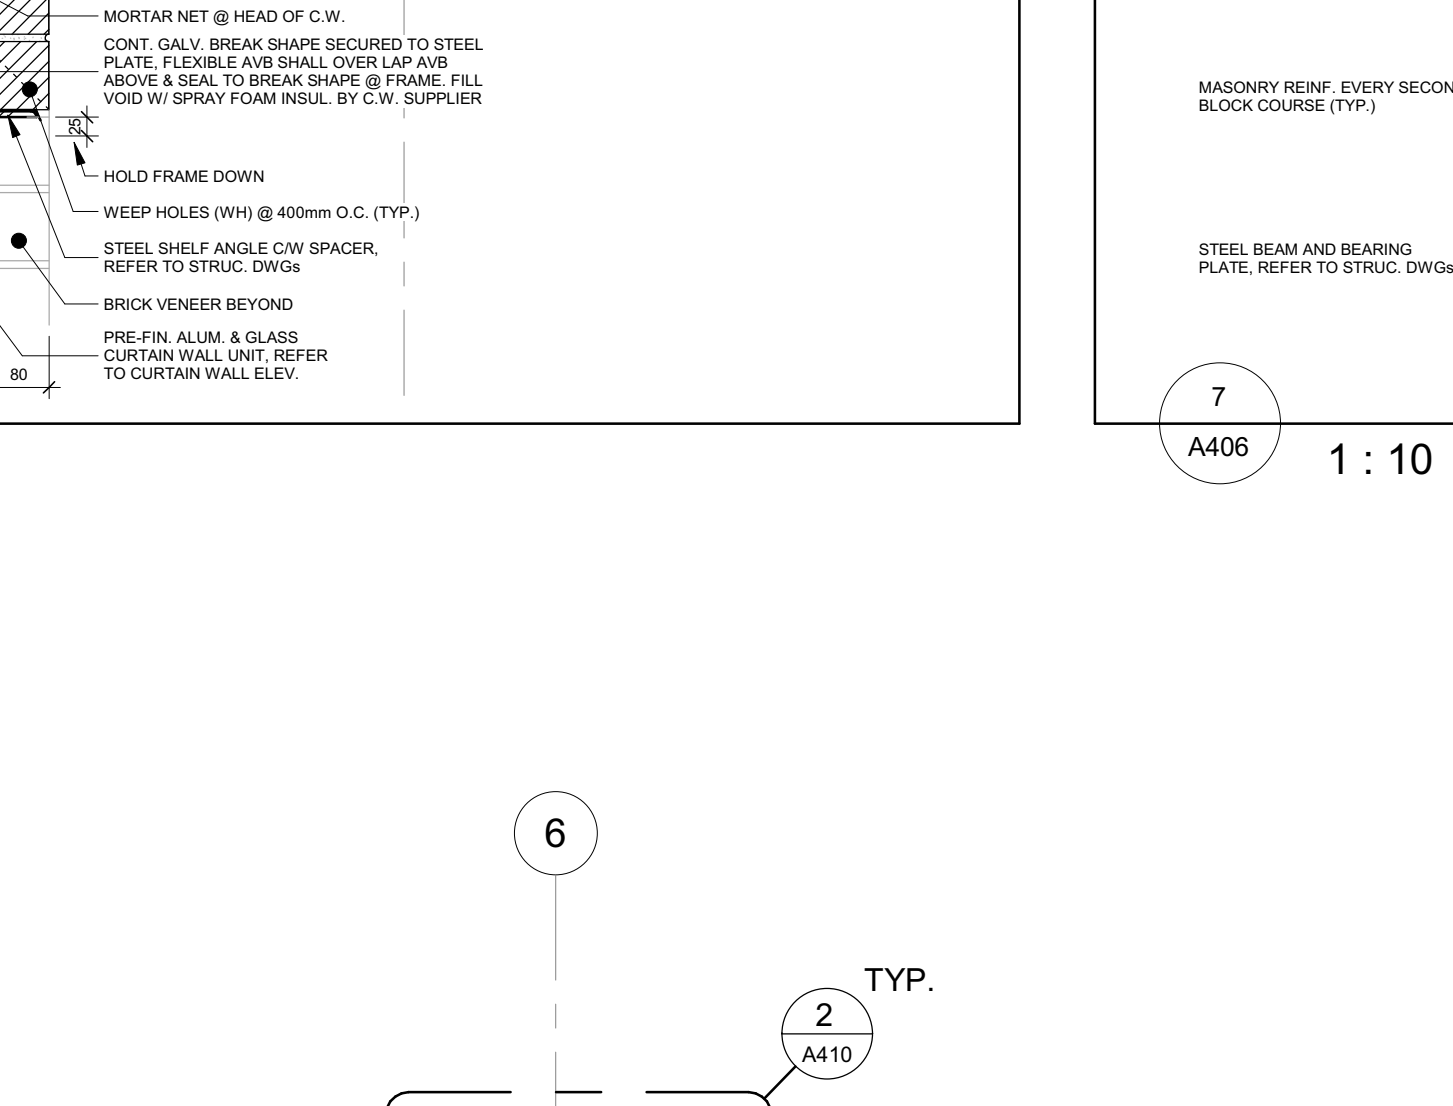 MORTAR NET @ HEAD OF C.W.
CONT. GALV. BREAK SHAPE SECURED TO STEEL
PLATE, FLEXIBLE AVB SHALL OVER LAP AVB
ABOVE & SEAL TO BREAK SHAPE @ FRAME. FILL
VOID W/ SPRAY FOAM INSUL. BY C.W. SUPPLIER
25
HOLD FRAME DOWN
WEEP HOLES (WH) @ 400mm O.C. (TYP.)
STEEL SHELF ANGLE C/W SPACER,
REFER TO STRUC. DWGs
BRICK VENEER BEYOND
PRE-FIN. ALUM. & GLASS
CURTAIN WALL UNIT, REFER
TO CURTAIN WALL ELEV.
80
MASONRY REINF. EVERY SECON
BLOCK COURSE (TYP.)
STEEL BEAM AND BEARING
PLATE, REFER TO STRUC. DWGs
7
A406
1 : 10
6
TYP.
2
A410